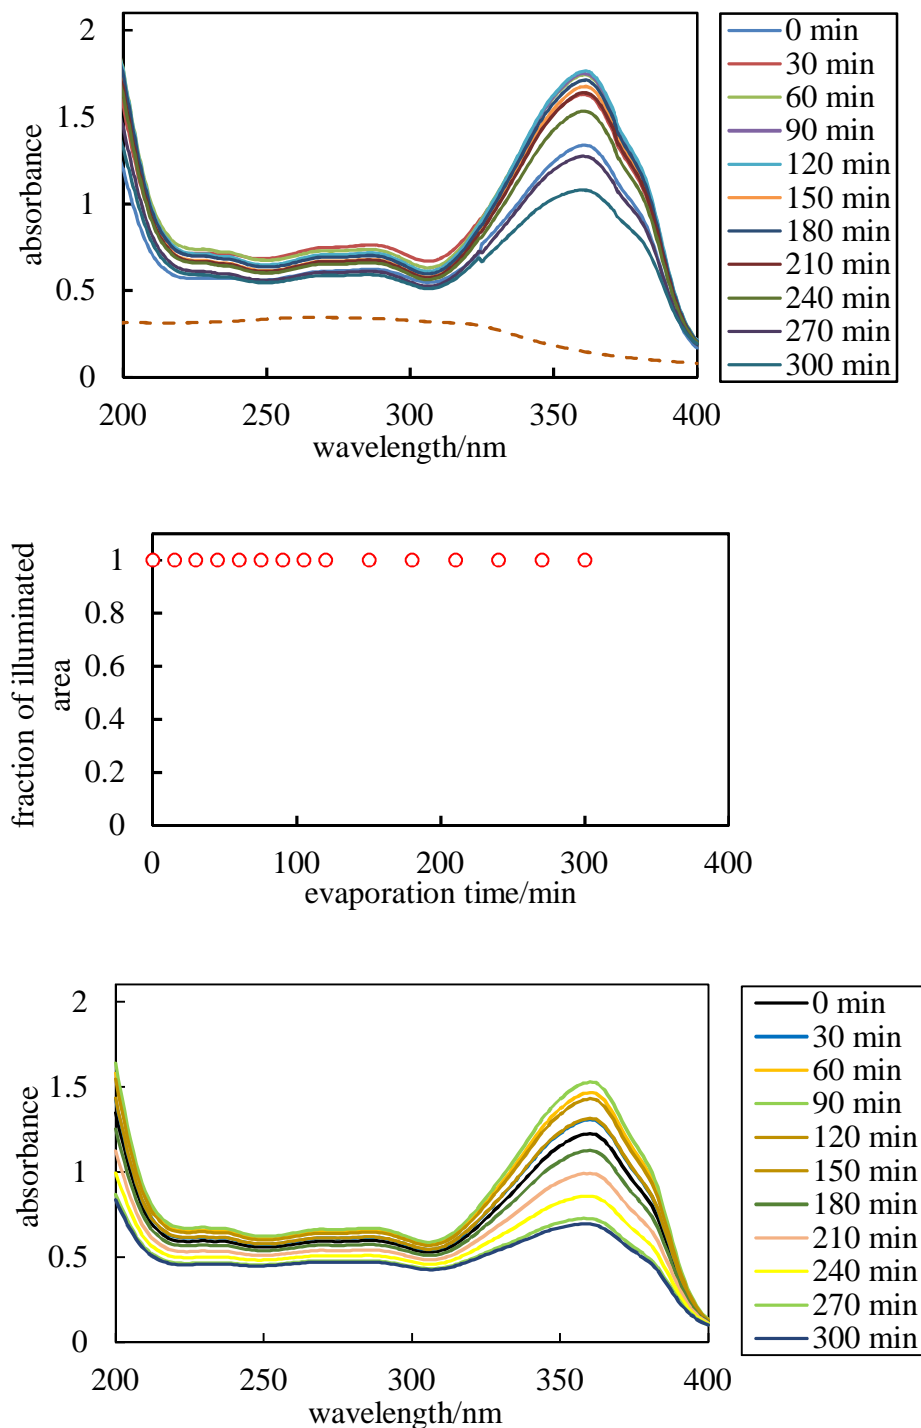 2
1.5
1
0.5
0
absorbance
200
250
300
350
400
wavelength/nm
0 min
30 min
60 min
90 min
120 min
150 min
180 min
210 min
240 min
270 min
300 min
fraction of illuminated
area
1
0.8
0.6
0.4
0.2
0
0
100
200
300
400
evaporation time/min
2
1.5
1
0.5
0
absorbance
200
250
300
350
400
wavelength/nm
0 min
30 min
60 min
90 min
120 min
150 min
180 min
210 min
240 min
270 min
300 min